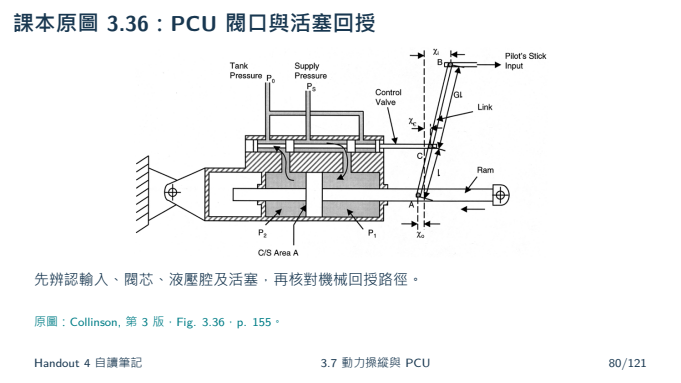 課本原圖 3.36：PCU 閥口與活塞回授
Tank
Pressure P₀
Supply
Pressure
Pₛ
Control
Valve
χᵢ
B
Pilot's Stick
Input
Gl
Link
χᵥ
C
l
Ram
A
χₒ
P₂
P₁
C/S Area A
先辨認輸入、閥芯、液壓腔及活塞，再核對機械回授路徑。
原圖：Collinson, 第 3 版，Fig. 3.36，p. 155。
Handout 4 自讀筆記
3.7 動力操縱與 PCU
80/121